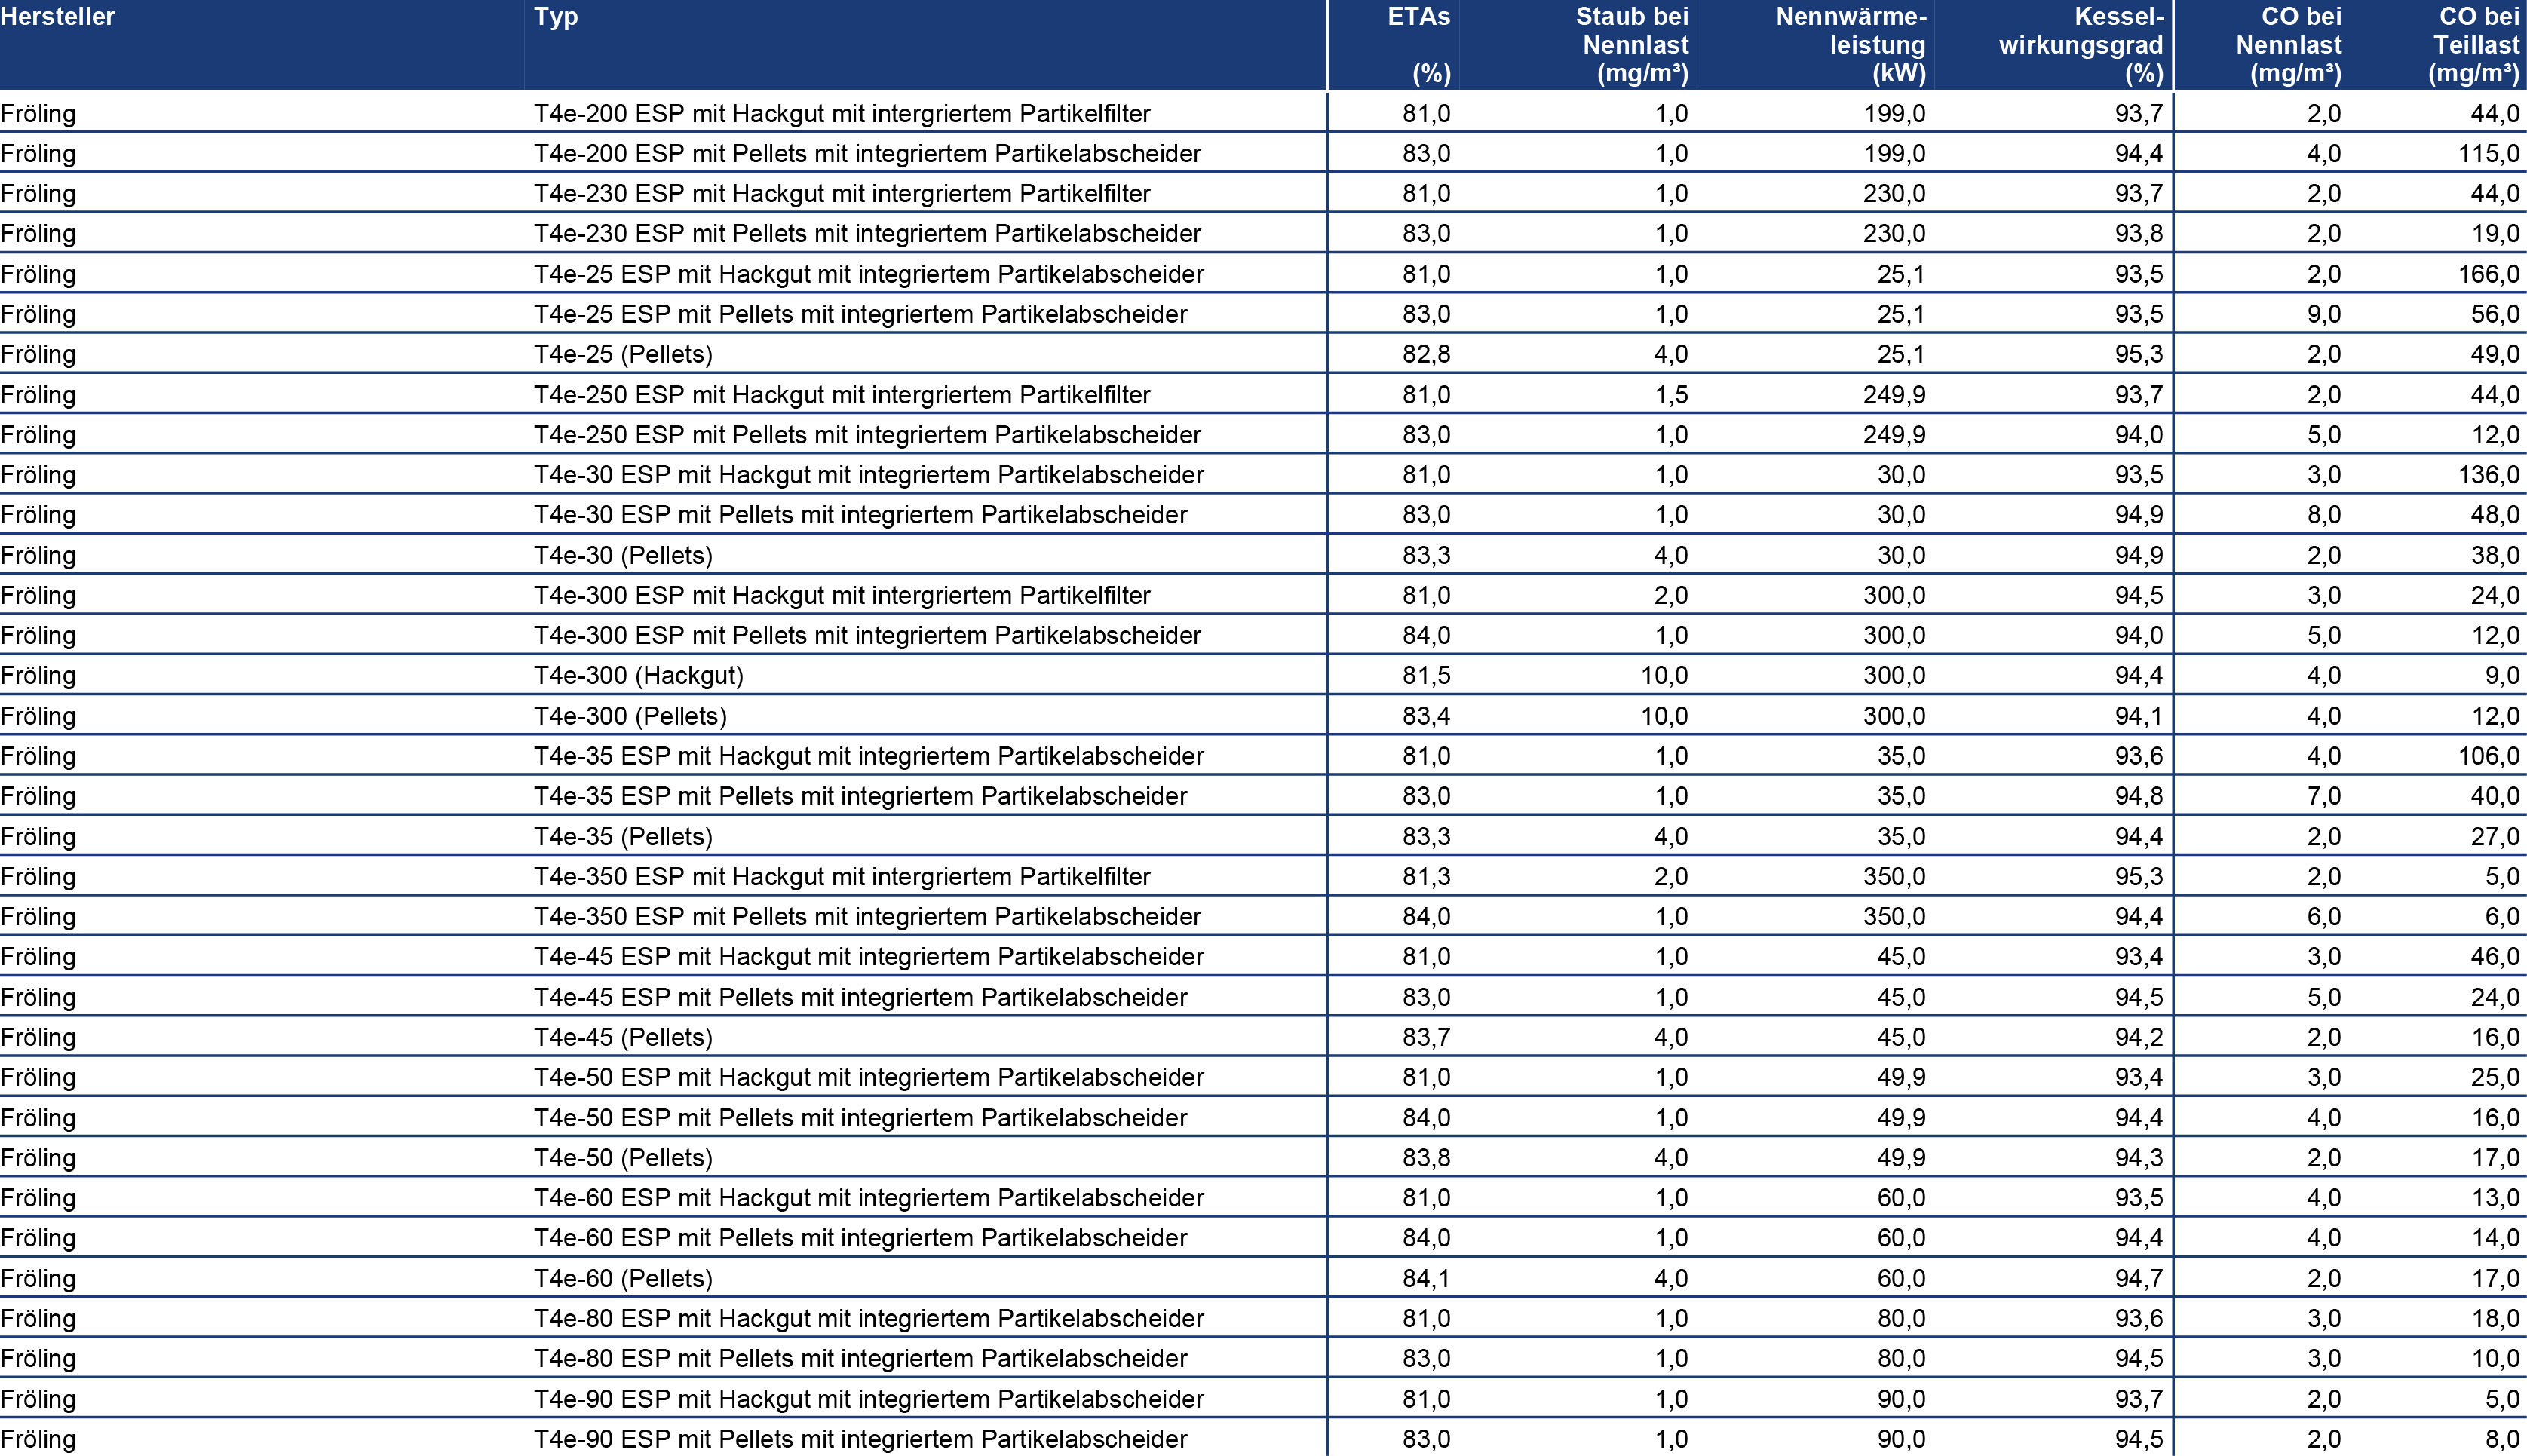 Hersteller Typ ETAs (%) Staub bei Nennlast (mg/m³) Nennwärme-leistung (kW) Kessel-wirkungsgrad (%) CO bei Nennlast (mg/m³) CO bei Teillast (mg/m³)
Fröling T4e-200 ESP mit Hackgut mit intergriertem Partikelfilter 81,0 1,0 199,0 93,7 2,0 44,0
Fröling T4e-200 ESP mit Pellets mit integriertem Partikelabscheider 83,0 1,0 199,0 94,4 4,0 115,0
Fröling T4e-230 ESP mit Hackgut mit intergriertem Partikelfilter 81,0 1,0 230,0 93,7 2,0 44,0
Fröling T4e-230 ESP mit Pellets mit integriertem Partikelabscheider 83,0 1,0 230,0 93,8 2,0 19,0
Fröling T4e-25 ESP mit Hackgut mit integriertem Partikelabscheider 81,0 1,0 25,1 93,5 2,0 166,0
Fröling T4e-25 ESP mit Pellets mit integriertem Partikelabscheider 83,0 1,0 25,1 93,5 9,0 56,0
Fröling T4e-25 (Pellets) 82,8 4,0 25,1 95,3 2,0 49,0
Fröling T4e-250 ESP mit Hackgut mit intergriertem Partikelfilter 81,0 1,5 249,9 93,7 2,0 44,0
Fröling T4e-250 ESP mit Pellets mit integriertem Partikelabscheider 83,0 1,0 249,9 94,0 5,0 12,0
Fröling T4e-30 ESP mit Hackgut mit integriertem Partikelabscheider 81,0 1,0 30,0 93,5 3,0 136,0
Fröling T4e-30 ESP mit Pellets mit integriertem Partikelabscheider 83,0 1,0 30,0 94,9 8,0 48,0
Fröling T4e-30 (Pellets) 83,3 4,0 30,0 94,9 2,0 38,0
Fröling T4e-300 ESP mit Hackgut mit intergriertem Partikelfilter 81,0 2,0 300,0 94,5 3,0 24,0
Fröling T4e-300 ESP mit Pellets mit integriertem Partikelabscheider 84,0 1,0 300,0 94,0 5,0 12,0
Fröling T4e-300 (Hackgut) 81,5 10,0 300,0 94,4 4,0 9,0
Fröling T4e-300 (Pellets) 83,4 10,0 300,0 94,1 4,0 12,0
Fröling T4e-35 ESP mit Hackgut mit integriertem Partikelabscheider 81,0 1,0 35,0 93,6 4,0 106,0
Fröling T4e-35 ESP mit Pellets mit integriertem Partikelabscheider 83,0 1,0 35,0 94,8 7,0 40,0
Fröling T4e-35 (Pellets) 83,3 4,0 35,0 94,4 2,0 27,0
Fröling T4e-350 ESP mit Hackgut mit intergriertem Partikelfilter 81,3 2,0 350,0 95,3 2,0 5,0
Fröling T4e-350 ESP mit Pellets mit integriertem Partikelabscheider 84,0 1,0 350,0 94,4 6,0 6,0
Fröling T4e-45 ESP mit Hackgut mit integriertem Partikelabscheider 81,0 1,0 45,0 93,4 3,0 46,0
Fröling T4e-45 ESP mit Pellets mit integriertem Partikelabscheider 83,0 1,0 45,0 94,5 5,0 24,0
Fröling T4e-45 (Pellets) 83,7 4,0 45,0 94,2 2,0 16,0
Fröling T4e-50 ESP mit Hackgut mit integriertem Partikelabscheider 81,0 1,0 49,9 93,4 3,0 25,0
Fröling T4e-50 ESP mit Pellets mit integriertem Partikelabscheider 84,0 1,0 49,9 94,4 4,0 16,0
Fröling T4e-50 (Pellets) 83,8 4,0 49,9 94,3 2,0 17,0
Fröling T4e-60 ESP mit Hackgut mit integriertem Partikelabscheider 81,0 1,0 60,0 93,5 4,0 13,0
Fröling T4e-60 ESP mit Pellets mit integriertem Partikelabscheider 84,0 1,0 60,0 94,4 4,0 14,0
Fröling T4e-60 (Pellets) 84,1 4,0 60,0 94,7 2,0 17,0
Fröling T4e-80 ESP mit Hackgut mit integriertem Partikelabscheider 81,0 1,0 80,0 93,6 3,0 18,0
Fröling T4e-80 ESP mit Pellets mit integriertem Partikelabscheider 83,0 1,0 80,0 94,5 3,0 10,0
Fröling T4e-90 ESP mit Hackgut mit integriertem Partikelabscheider 81,0 1,0 90,0 93,7 2,0 5,0
Fröling T4e-90 ESP mit Pellets mit integriertem Partikelabscheider 83,0 1,0 90,0 94,5 2,0 8,0